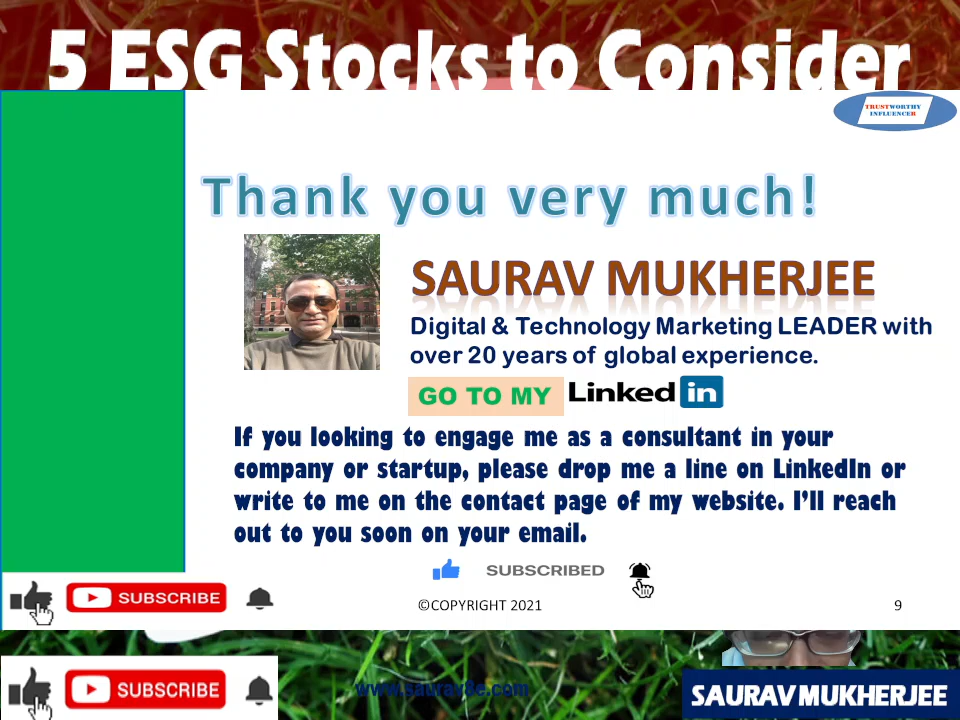 5 ESG Stocks to Consider
TRUSTWORTHY
INFLUENCER
Thank you very much!
SAURAV MUKHERJEE
Digital & Technology Marketing LEADER with
over 20 years of global experience.
GO TO MY Linked in
If you looking to engage me as a consultant in your
company or startup, please drop me a line on LinkedIn or
write to me on the contact page of my website. I'll reach
out to you soon on your email.
SUBSCRIBED
SUBSCRIBE
©COPYRIGHT 2021
9
SUBSCRIBE
SAURAV MUKHERJEE